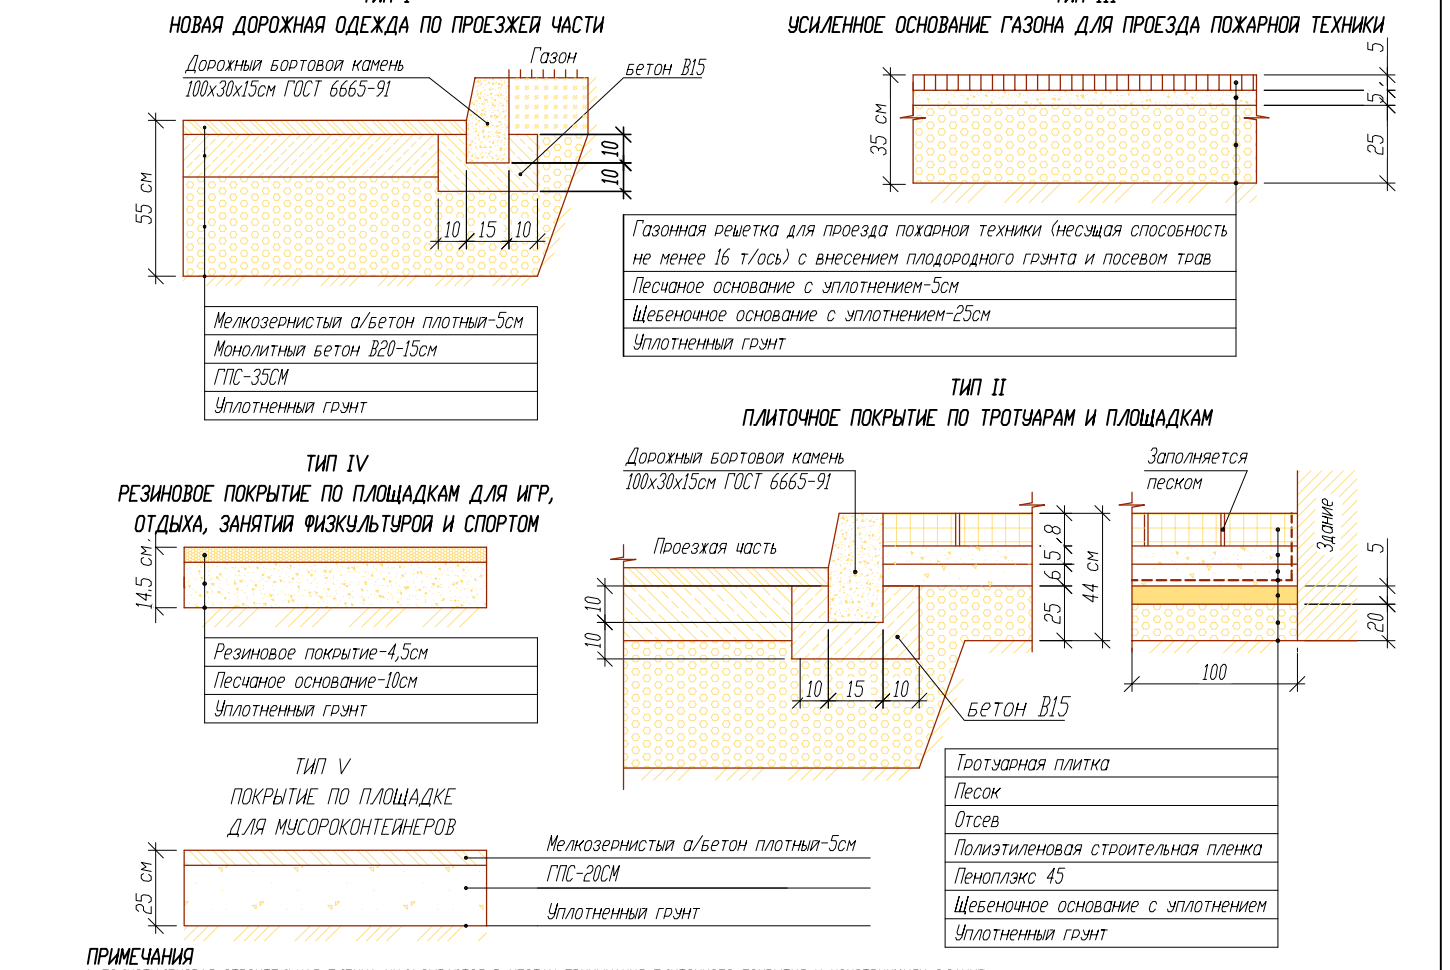 ТИП I
НОВАЯ ДОРОЖНАЯ ОДЕЖДА ПО ПРОЕЗЖЕЙ ЧАСТИ
Дорожный бортовой камень
100х30х15см ГОСТ 6665-91
Газон
бетон В15
55 см
10
10
10
15
10
Мелкозернистый а/бетон плотный-5см
Монолитный бетон В20-15см
ГПС-35СМ
Уплотненный грунт
ТИП III
УСИЛЕННОЕ ОСНОВАНИЕ ГАЗОНА ДЛЯ ПРОЕЗДА ПОЖАРНОЙ ТЕХНИКИ
35 см
5
5
25
Газонная решетка для проезда пожарной техники (несущая способность
не менее 16 т/ось) с внесением плодородного грунта и посевом трав
Песчаное основание с уплотнением-5см
Щебеночное основание с уплотнением-25см
Уплотненный грунт
ТИП IV
РЕЗИНОВОЕ ПОКРЫТИЕ ПО ПЛОЩАДКАМ ДЛЯ ИГР,
ОТДЫХА, ЗАНЯТИЙ ФИЗКУЛЬТУРОЙ И СПОРТОМ
14.5 см
Резиновое покрытие-4,5см
Песчаное основание-10см
Уплотненный грунт
ТИП II
ПЛИТОЧНОЕ ПОКРЫТИЕ ПО ТРОТУАРАМ И ПЛОЩАДКАМ
Дорожный бортовой камень
100х30х15см ГОСТ 6665-91
Заполняется
песком
Проезжая часть
Здание
10
10
10
15
10
8
5
6
25
44 см
5
20
100
бетон В15
Тротуарная плитка
Песок
Отсев
Полиэтиленовая строительная пленка
Пеноплэкс 45
Щебеночное основание с уплотнением
Уплотненный грунт
ТИП V
ПОКРЫТИЕ ПО ПЛОЩАДКЕ
ДЛЯ МУСОРОКОНТЕЙНЕРОВ
25 см
Мелкозернистый а/бетон плотный-5см
ГПС-20СМ
Уплотненный грунт
ПРИМЕЧАНИЯ